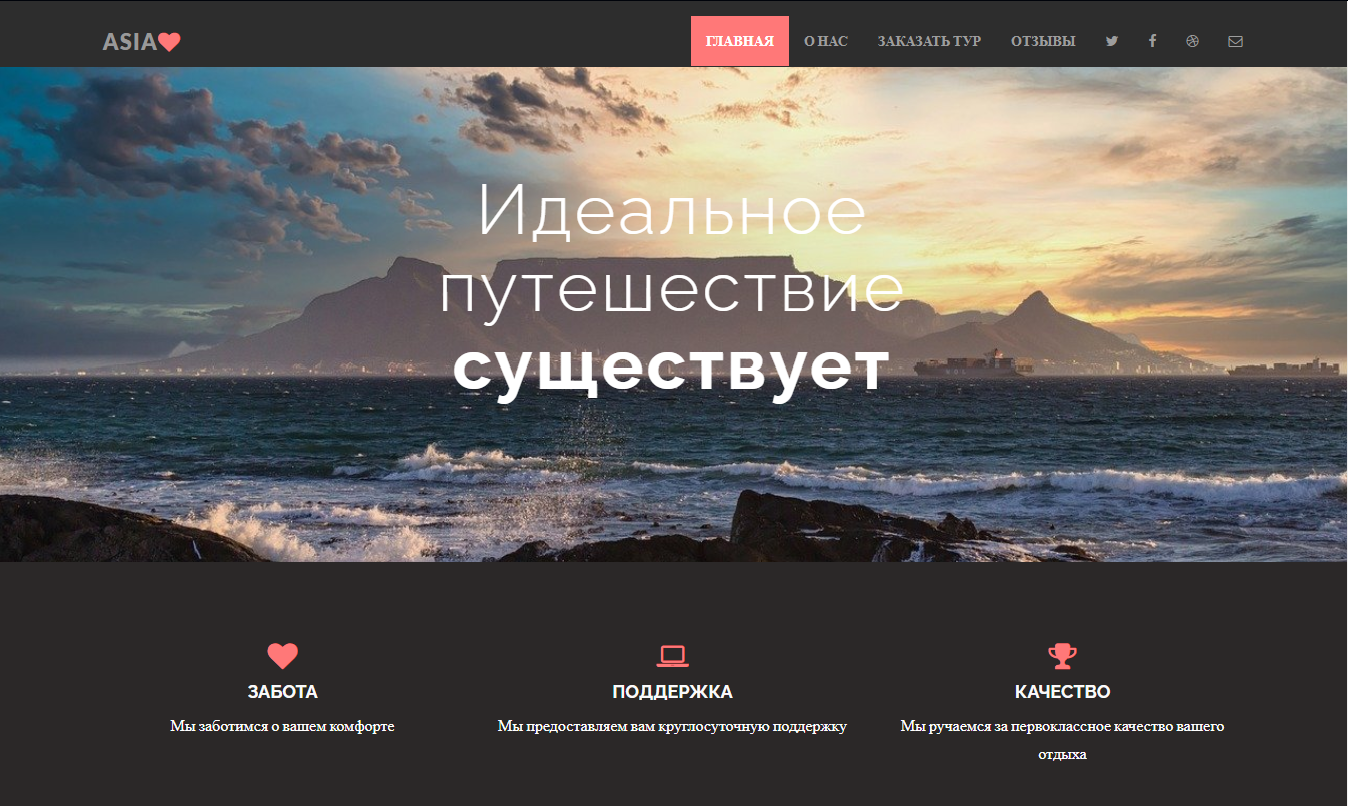 ASIA
ГЛАВНАЯ О НАС ЗАКАЗАТЬ ТУР ОТЗЫВЫ
Идеальное
путешествие
существует
ЗАБОТА
Мы заботимся о вашем комфорте
ПОДДЕРЖКА
Мы предоставляем вам круглосуточную поддержку
КАЧЕСТВО
Мы ручаемся за первоклассное качество вашего
отдыха